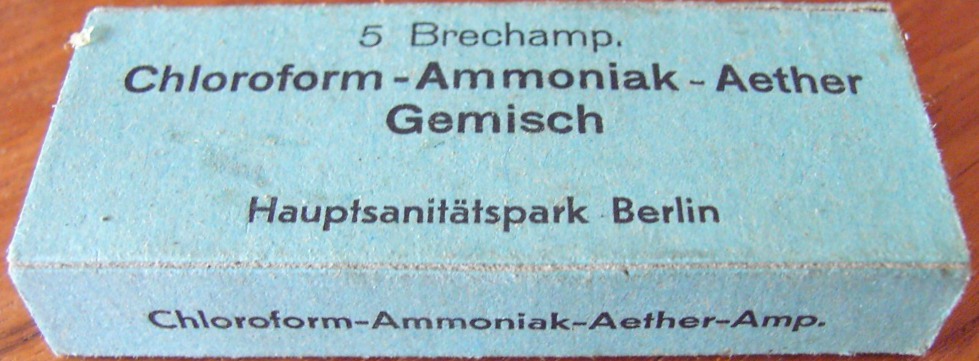 5 Brechamp.
Chloroform-Ammoniak-Aether
Gemisch
Hauptsanitätspark Berlin
Chloroform-Ammoniak-Aether-Amp.